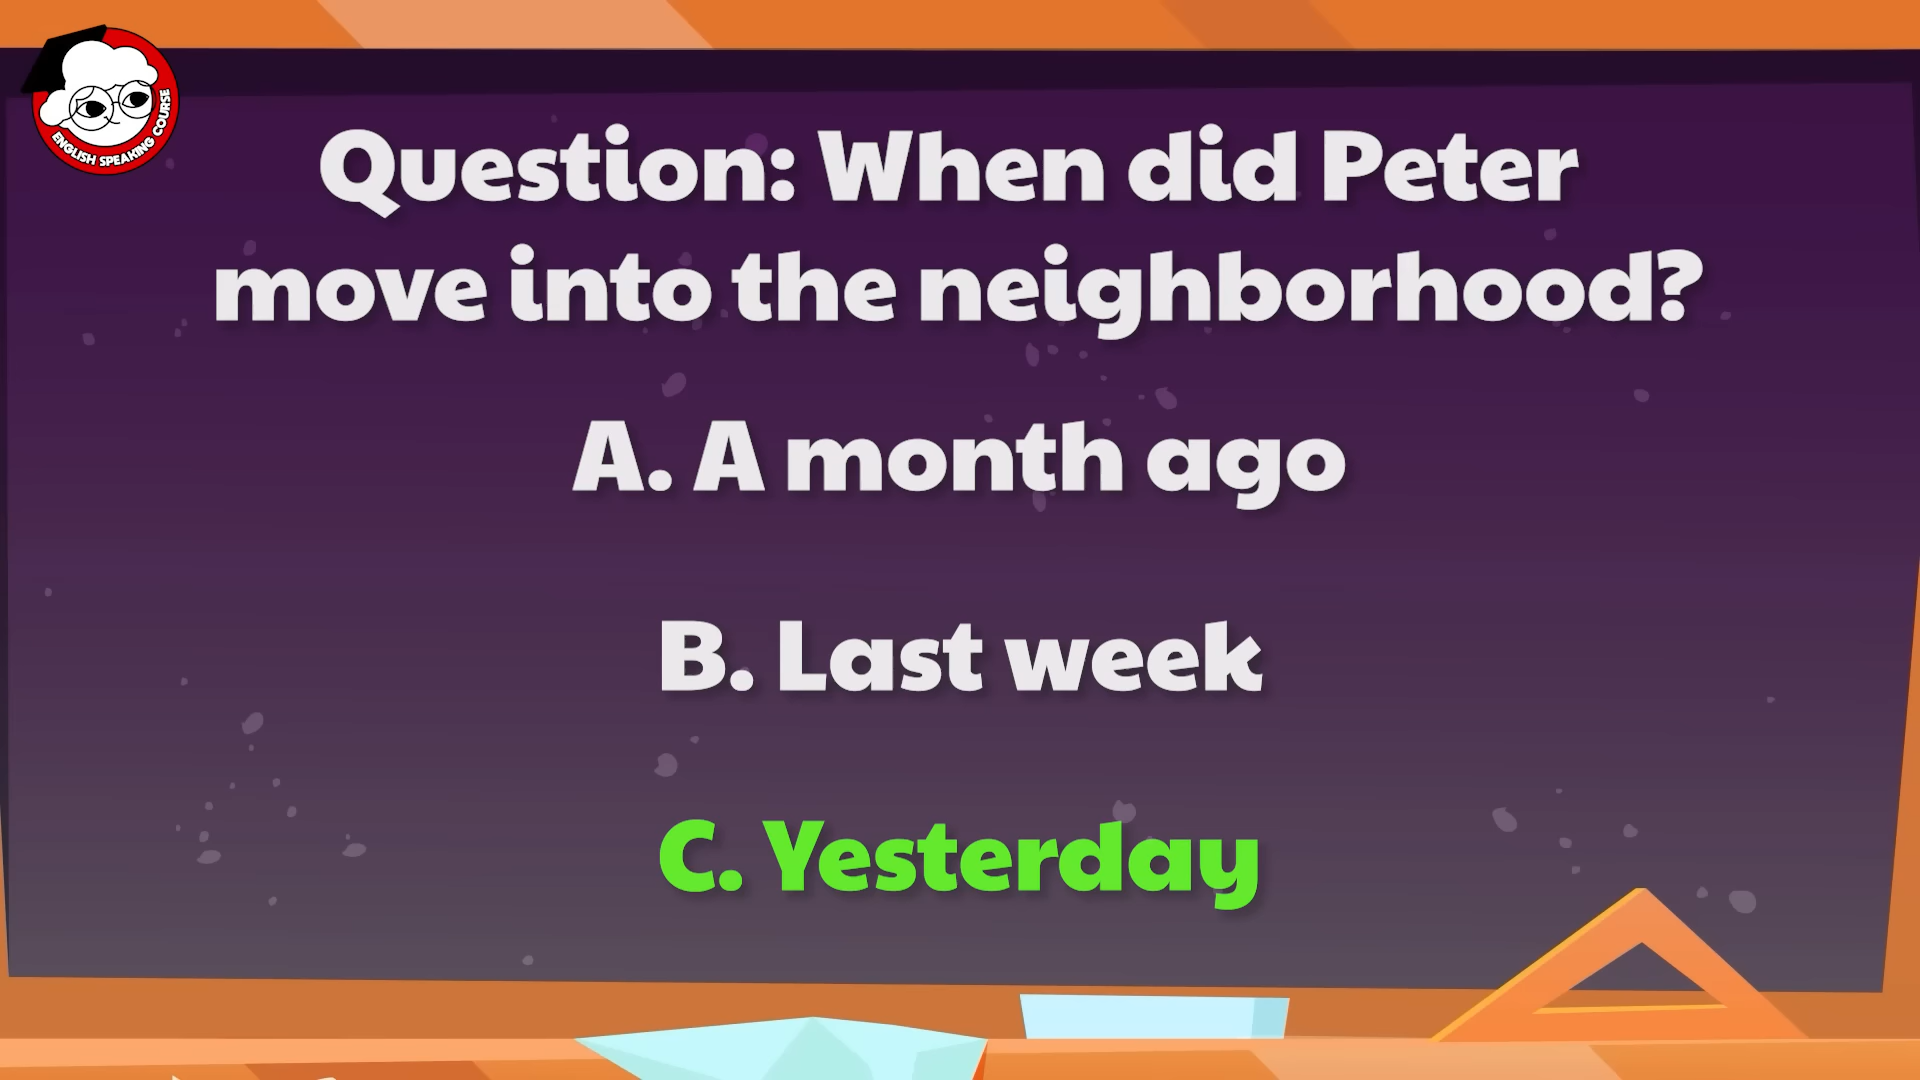 ENGLISH SPEAKING COURSE
Question: When did Peter
move into the neighborhood?
A. A month ago
B. Last week
C. Yesterday